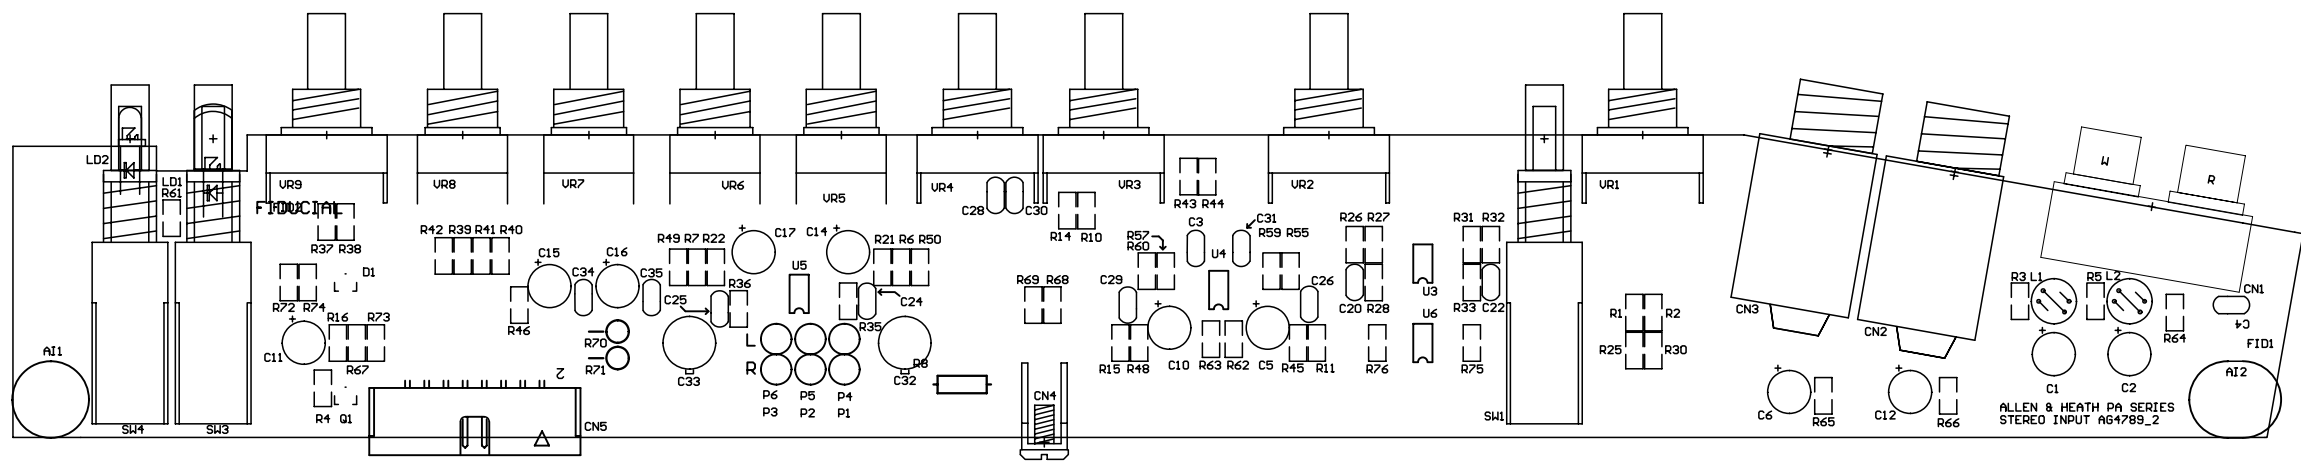 W
R
LD2
LD1
R61
VR9
VR8
VR7
VR6
VR5
VR4
VR3
VR2
VR1
FIDUCIAL
C28
C30
R43 R44
R14 R10
R37 R38
R42 R39 R41 R40
C15
C16
C34
C35
R49 R7 R22
C17
C14
R21 R6 R50
C3
C31
R59 R55
R57
R60
U4
R26 R27
R31 R32
D1
R72 R74
R16
R73
C11
R67
R46
C25
R36
U5
C24
R35
R69 R68
C29
C26
C20 R28
U3
R33 C22
U6
R1
R2
R25
R30
CN3
CN2
R3 L1
R5 L2
CN1
C4
R64
FID1
AI1
R70
R71
2
C33
L
R
R8
C32
R15 R48
C10
R63 R62
C5
R45 R11
R76
R75
C1
C2
AI2
R4
Q1
P6 P5 P4
P3 P2 P1
CN4
CN5
SW4
SW3
SW1
C6
R65
C12
R66
ALLEN & HEATH PA SERIES
STEREO INPUT AG4789_2